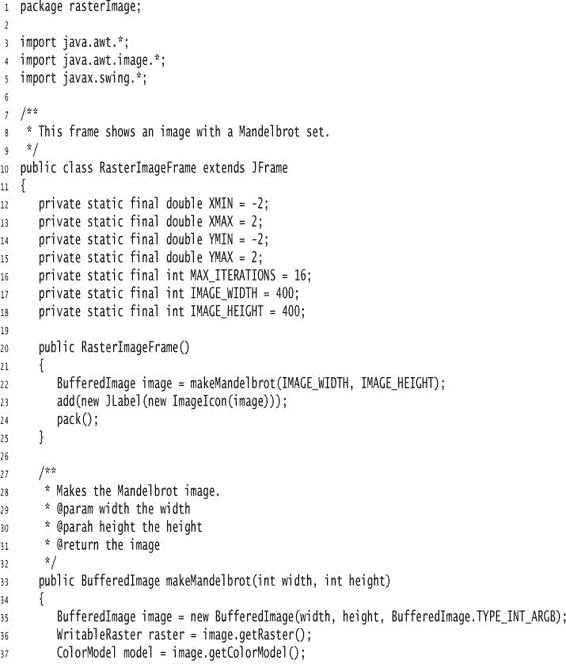 1 package rasterImage;
2
3 import java.awt.*;
4 import java.awt.image.*;
5 import javax.swing.*;
6
7 /**
8  * This frame shows an image with a Mandelbrot set.
9  */
10 public class RasterImageFrame extends JFrame
11 {
12    private static final double XMIN = -2;
13    private static final double XMAX = 2;
14    private static final double YMIN = -2;
15    private static final double YMAX = 2;
16    private static final int MAX_ITERATIONS = 16;
17    private static final int IMAGE_WIDTH = 400;
18    private static final int IMAGE_HEIGHT = 400;
19
20    public RasterImageFrame()
21    {
22       BufferedImage image = makeMandelbrot(IMAGE_WIDTH, IMAGE_HEIGHT);
23       add(new JLabel(new ImageIcon(image)));
24       pack();
25    }
26
27    /**
28     * Makes the Mandelbrot image.
29     * @param width the width
30     * @parah height the height
31     * @return the image
32     */
33    public BufferedImage makeMandelbrot(int width, int height)
34    {
35       BufferedImage image = new BufferedImage(width, height, BufferedImage.TYPE_INT_ARGB);
36       WritableRaster raster = image.getRaster();
37       ColorModel model = image.getColorModel();